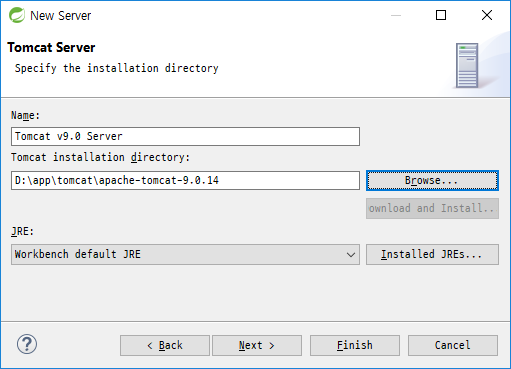 New Server
Tomcat Server
Specify the installation directory
Name:
Tomcat v9.0 Server
Tomcat installation directory:
D:\app\tomcat\apache-tomcat-9.0.14
Browse...
ownload and Install..
JRE:
Workbench default JRE
Installed JREs...
< Back
Next >
Finish
Cancel